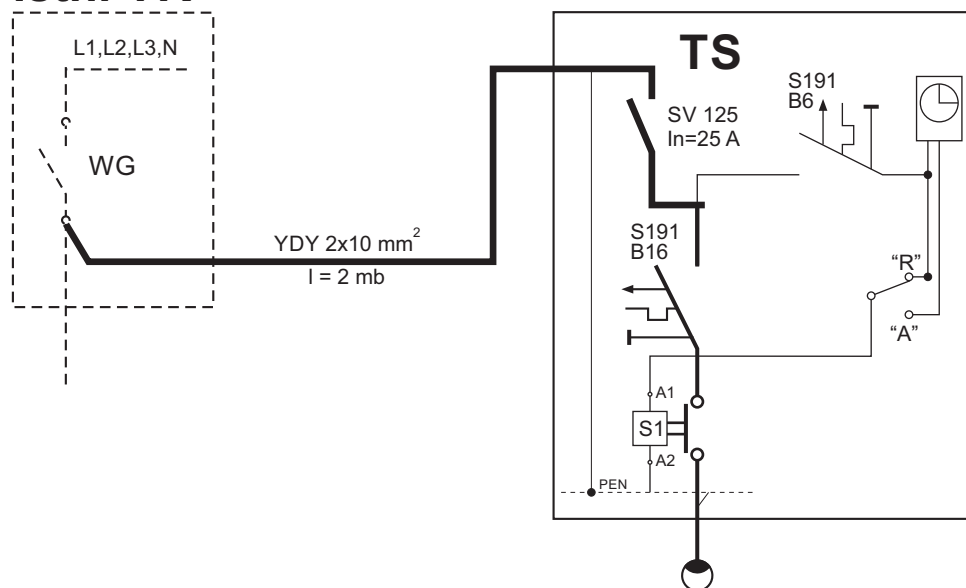 L1,L2,L3,N
WG
YDY 2x10 mm²
l = 2 mb
TS
SV 125
In=25 A
S191
B6
S191
B16
“R”
“A”
A1
S1
A2
PEN